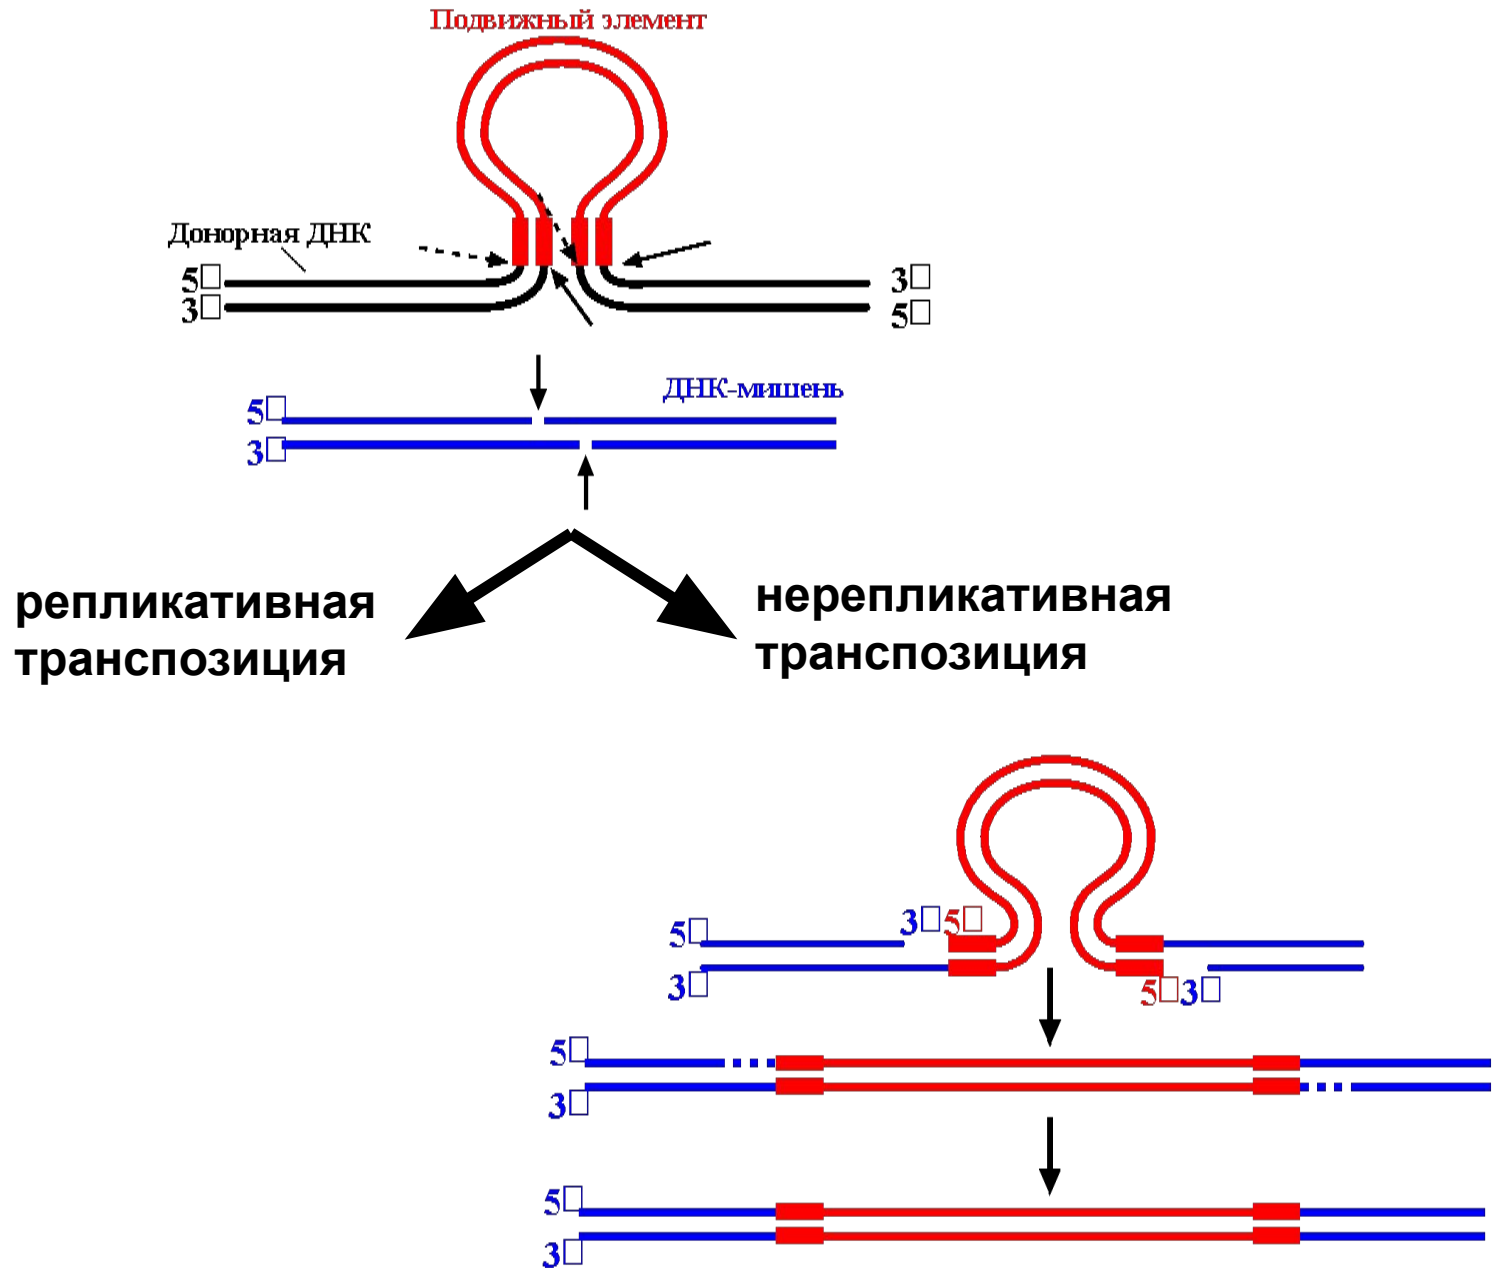 Подвижный элемент
Донорная ДНК
5□ 3□
3□ 5□
ДНК-мишень
5□
3□
репликативная
транспозиция
нерепликативная
транспозиция
3□5□
5□
3□
5□3□
5□
3□
5□
3□